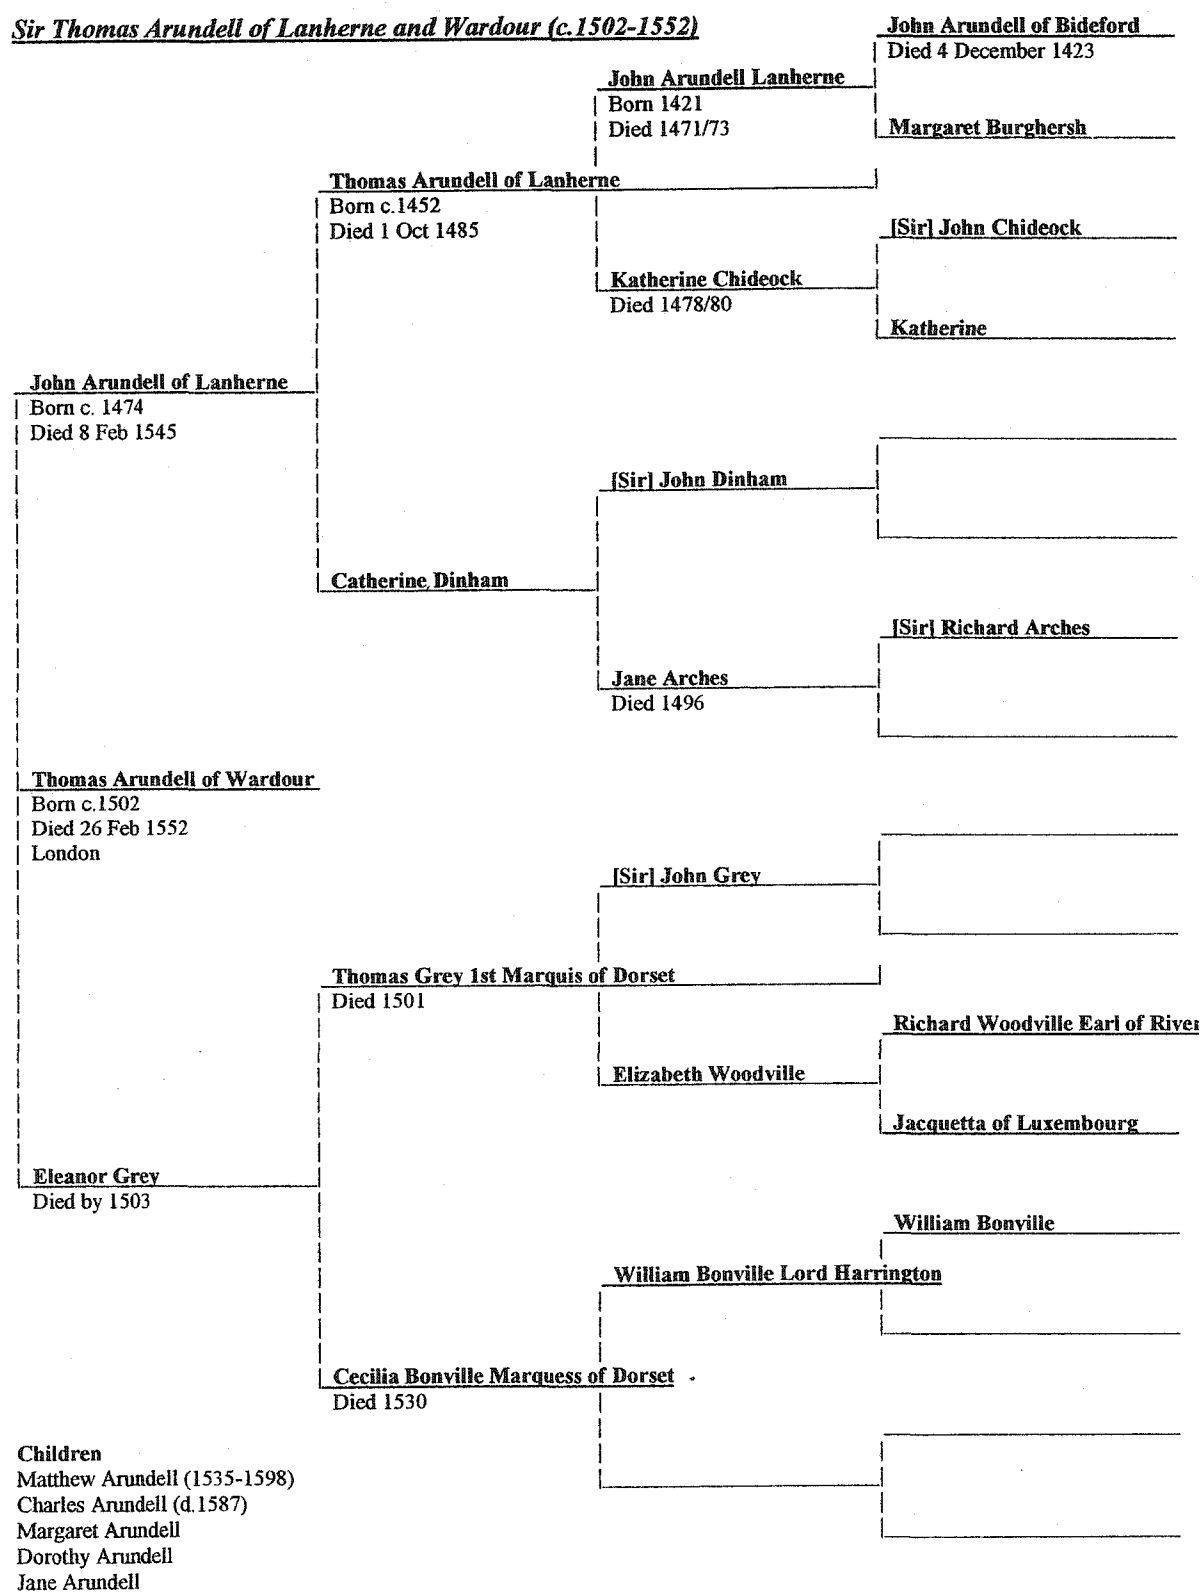 Sir Thomas Arundell of Lanherne and Wardour (c.1502-1552)
John Arundell of Bideford
Died 4 December 1423
John Arundell Lanherne
Born 1421
Died 1471/73
Margaret Burghersh
Thomas Arundell of Lanherne
Born c.1452
Died 1 Oct 1485
[Sir] John Chideock
Katherine Chideock
Died 1478/80
Katherine
John Arundell of Lanherne
Born c. 1474
Died 8 Feb 1545
[Sir] John Dinham
Catherine Dinham
[Sir] Richard Arches
Jane Arches
Died 1496
Thomas Arundell of Wardour
Born c.1502
Died 26 Feb 1552
London
[Sir] John Grey
Thomas Grey 1st Marquis of Dorset
Died 1501
Richard Woodville Earl of River
Elizabeth Woodville
Jacquetta of Luxembourg
Eleanor Grey
Died by 1503
William Bonville
William Bonville Lord Harrington
Cecilia Bonville Marquess of Dorset
Died 1530
Children
Matthew Arundell (1535-1598)
Charles Arundell (d.1587)
Margaret Arundell
Dorothy Arundell
Jane Arundell